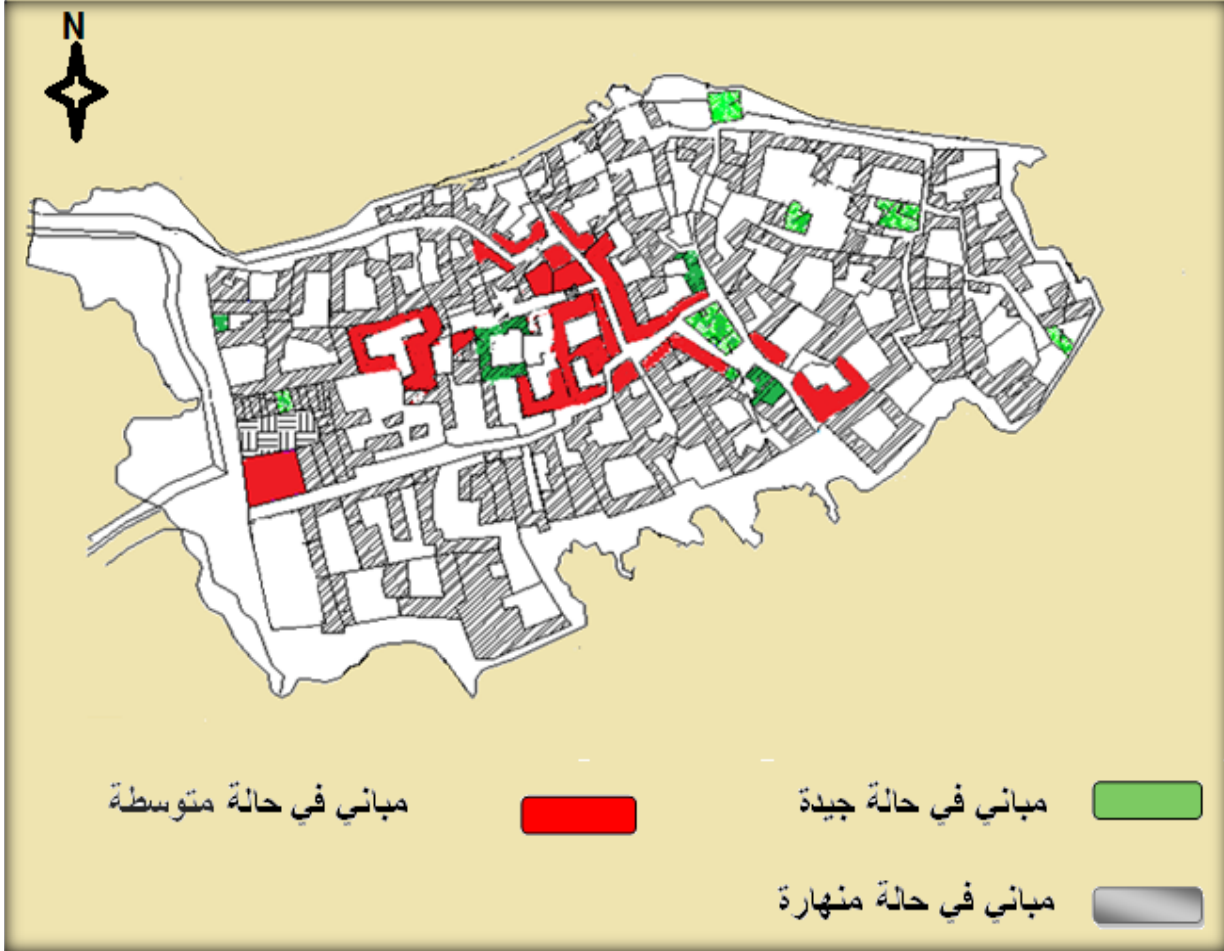 N
مباني في حالة جيدة
مباني في حالة متوسطة
مباني في حالة منهارة